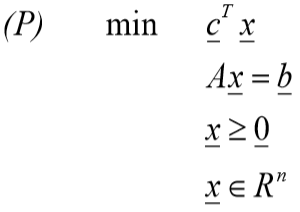 (P) min c^T x
Ax = b
x ≥ 0
x ∈ R^n